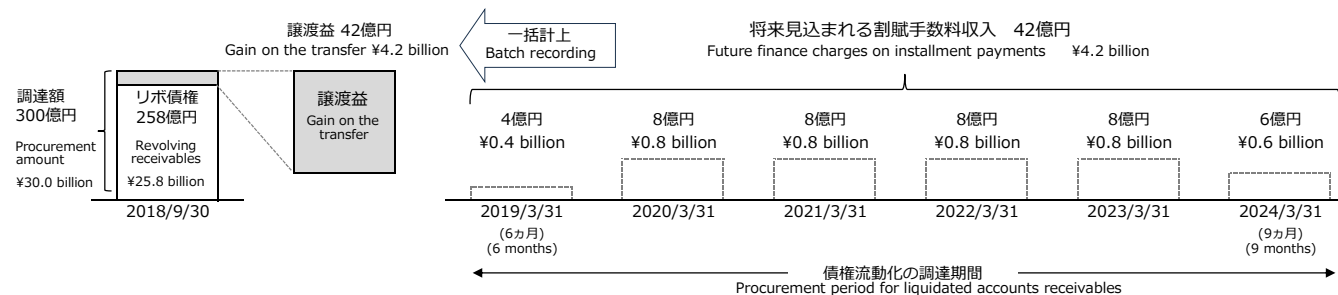 譲渡益 42億円
Gain on the transfer ¥4.2 billion
一括計上
Batch recording
将来見込まれる割賦手数料収入　42億円
Future finance charges on installment payments　¥4.2 billion
調達額
300億円
Procurement
amount
¥30.0 billion
リボ債権
258億円
Revolving
receivables
¥25.8 billion
2018/9/30
譲渡益
Gain on the
transfer
4億円
¥0.4 billion
8億円
¥0.8 billion
8億円
¥0.8 billion
8億円
¥0.8 billion
8億円
¥0.8 billion
6億円
¥0.6 billion
2019/3/31
(6ヵ月)
(6 months)
2020/3/31
2021/3/31
2022/3/31
2023/3/31
2024/3/31
(9ヵ月)
(9 months)
債権流動化の調達期間
Procurement period for liquidated accounts receivables